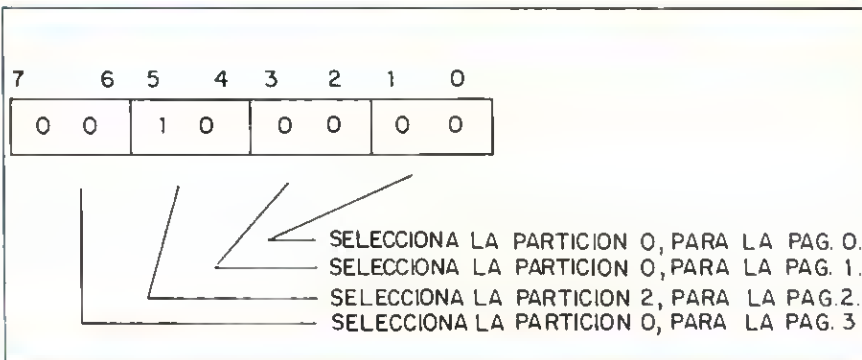 7 6 5 4 3 2 1 0
0 0 1 0 0 0 0 0
SELECCIONA LA PARTICION 0, PARA LA PAG. 0.
SELECCIONA LA PARTICION 0, PARA LA PAG. 1.
SELECCIONA LA PARTICION 2, PARA LA PAG.2.
SELECCIONA LA PARTICION 0, PARA LA PAG. 3